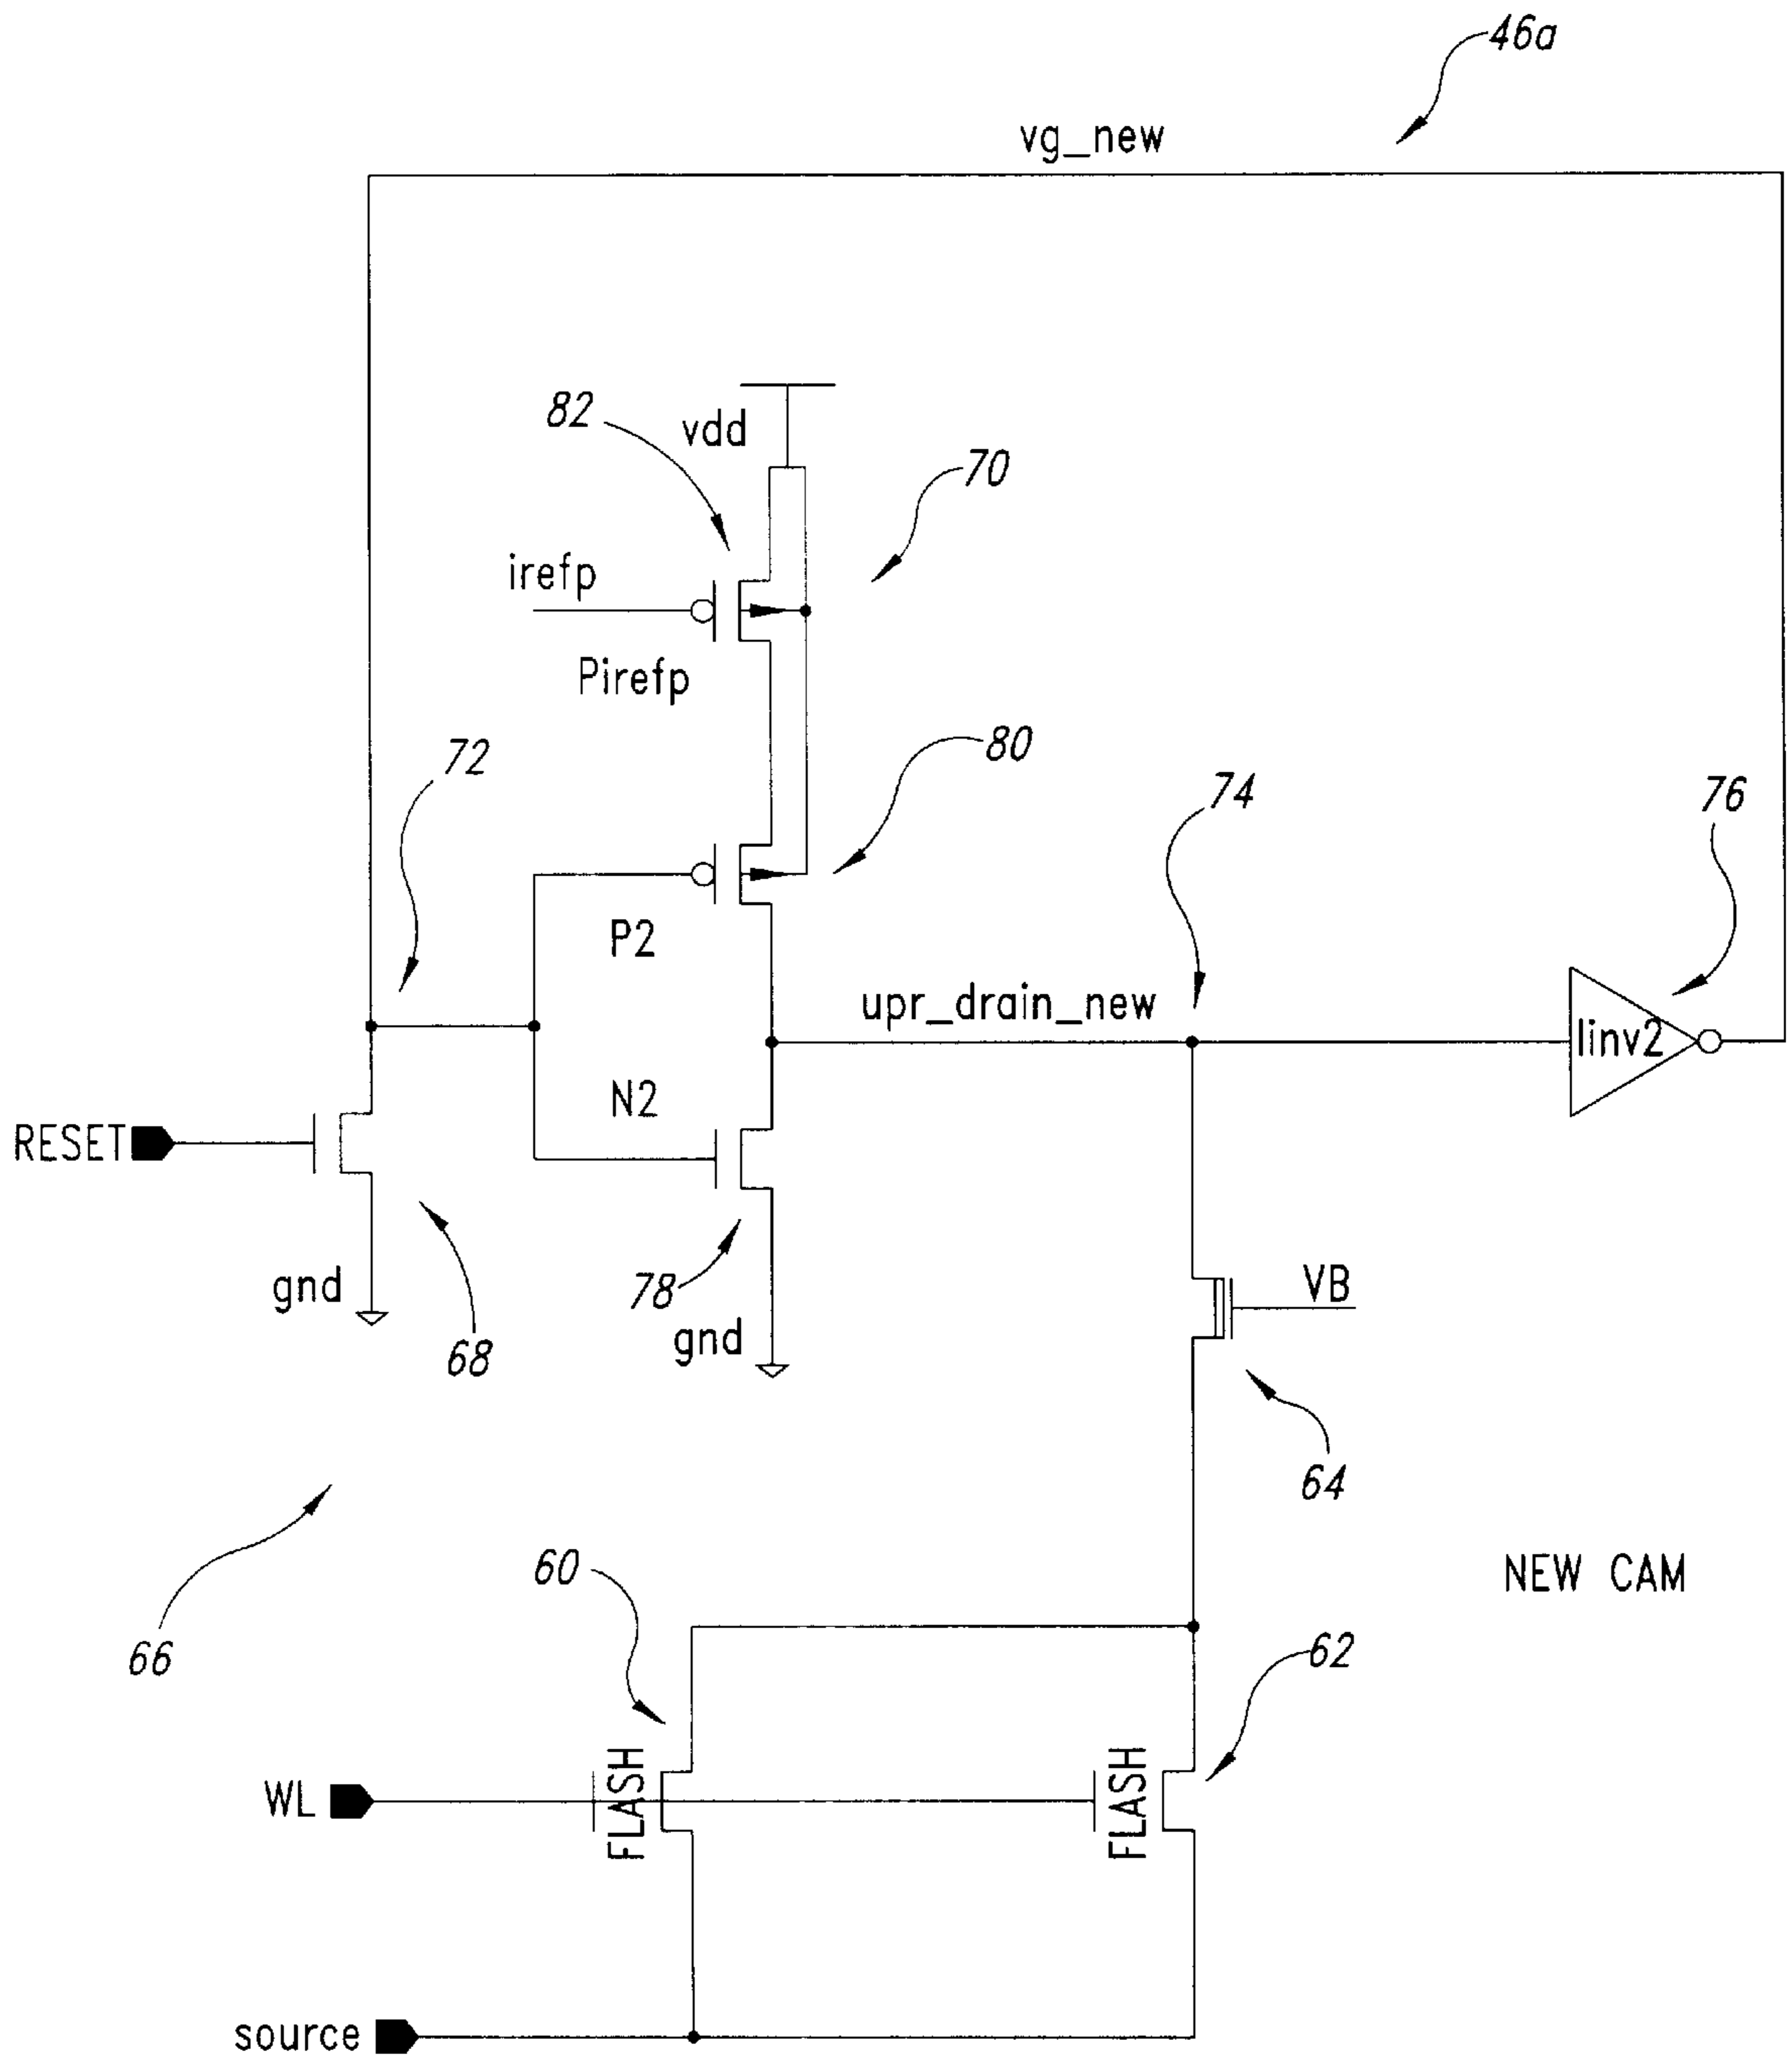 46a
vg_new
82
vdd
70
irefp
Pirefp
72
80
74
76
P2
upr_drain_new
Iinv2
N2
RESET
gnd
78
VB
gnd
68
64
60
NEW CAM
66
62
WL
FLASH
FLASH
source